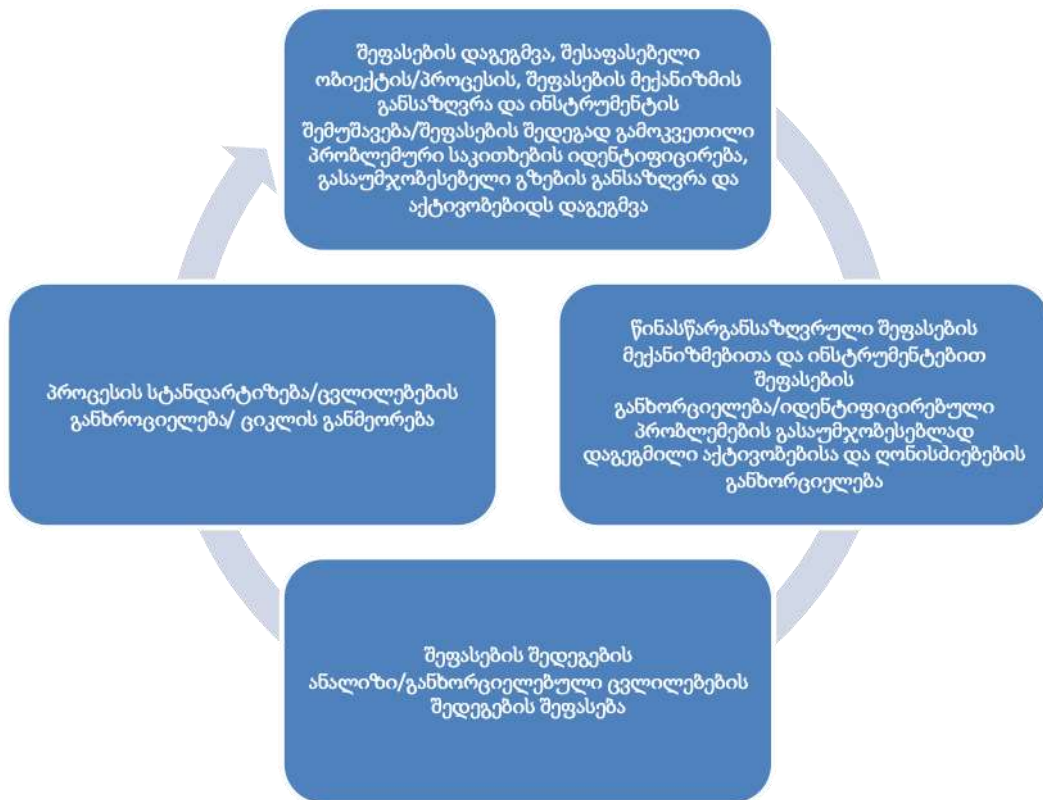 შეფასების დაგეგმვა, შესაფასებელი
ობიექტის/პროცესის, შეფასების მექანიზმის
განსაზღვრა და ინსტრუმენტის
შემუშავება/შეფასების შედეგად გამოკვეთილი
პრობლემური საკითხების იდენტიფიცირება,
გასაუმჯობესებელი გზების განსაზღვრა და
აქტივობებიდს დაგეგმვა
წინასწარგანსაზღვრული შეფასების
მექანიზმებითა და ინსტრუმენტებით
შეფასების
განხორციელება/იდენტიფიცირებული
პრობლემების გასაუმჯობესებლად
დაგეგმილი აქტივობებისა და ღონისძიებების
განხორციელება
შეფასების შედეგების
ანალიზი/განხორციელებული ცვლილებების
შედეგების შეფასება
პროცესის სტანდარტიზება/ცვლილებების
განხროციელება/ ციკლის განმეორება